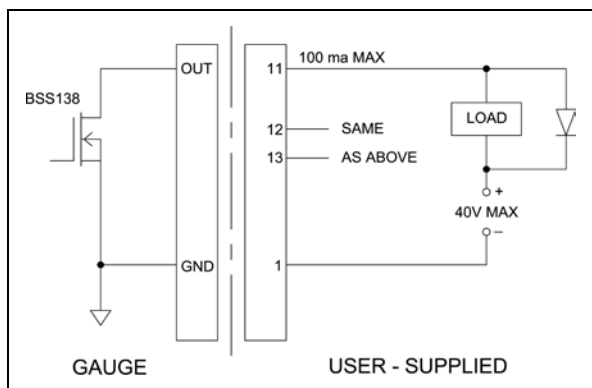 OUT
11
100 ma MAX
BSS138
LOAD
12
SAME
13
AS ABOVE
+
40V MAX
–
GND
1
GAUGE
USER - SUPPLIED